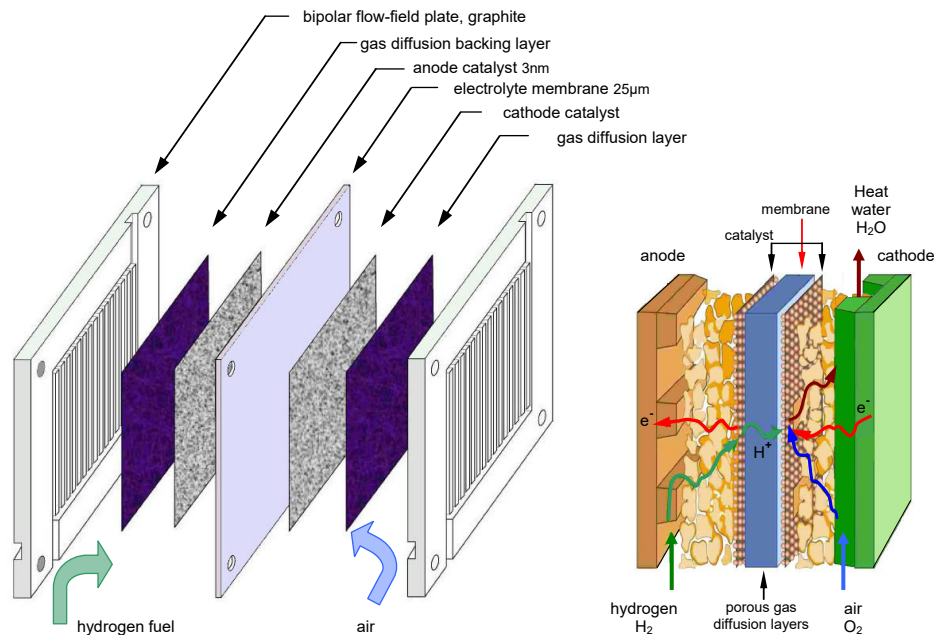 bipolar flow-field plate, graphite
gas diffusion backing layer
anode catalyst 3nm
electrolyte membrane 25µm
cathode catalyst
gas diffusion layer
hydrogen fuel
air
Heat
water
H₂O
membrane
catalyst
anode
cathode
e⁻
e⁻
H⁺
hydrogen
H₂
porous gas
diffusion layers
air
O₂